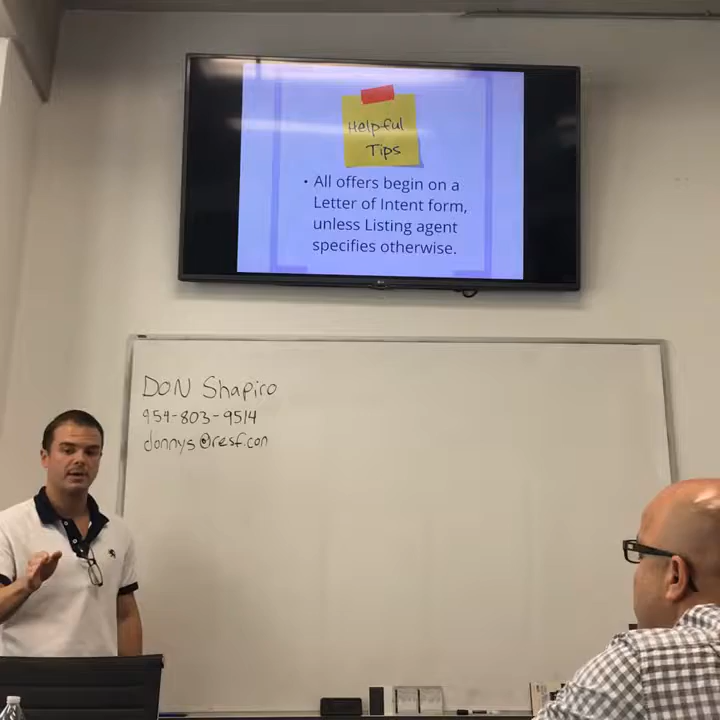 Helpful
Tips
• All offers begin on a
Letter of Intent form,
unless Listing agent
specifies otherwise.
LG
DON Shapiro
954-803-9514
donnys@resf.com